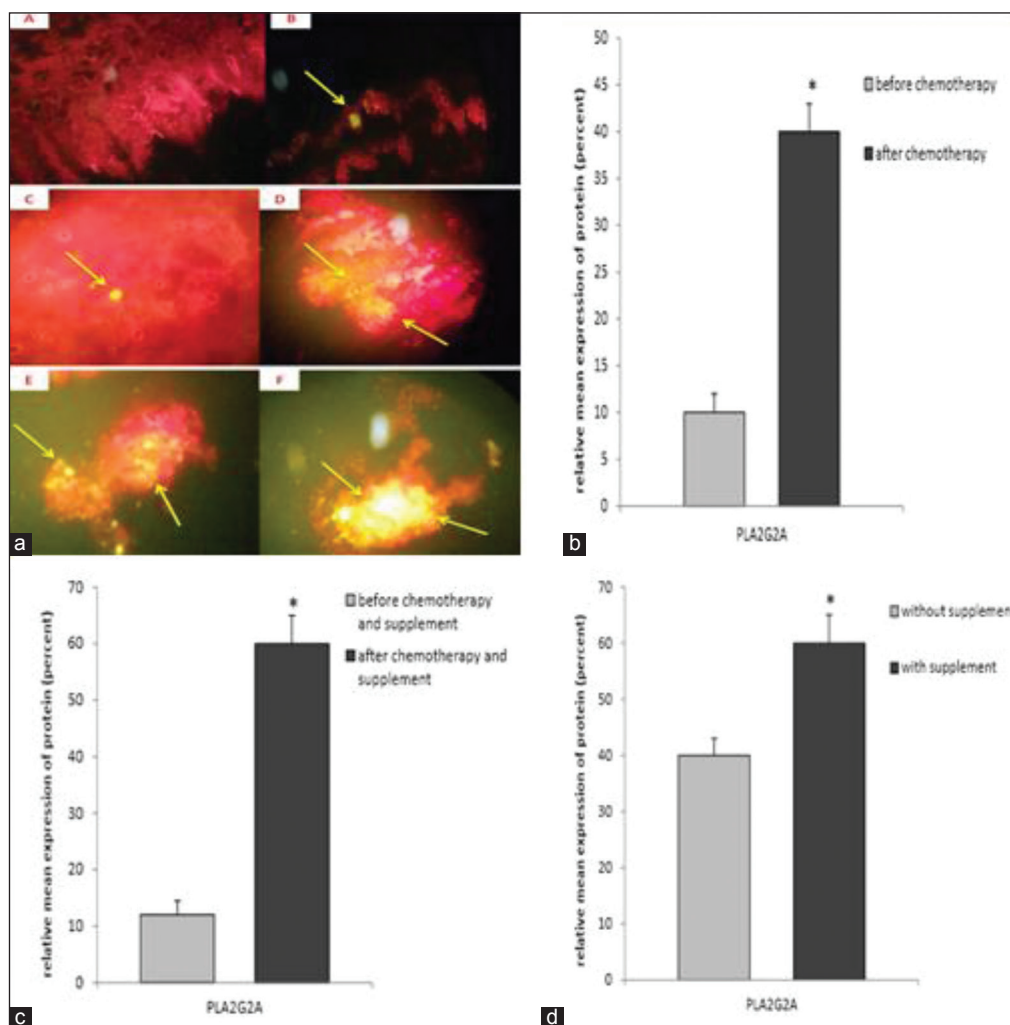 A
B
C
D
E
F
a
relative mean expression of protein (percent)
50
45
40
35
30
25
20
15
10
5
0
*
before chemotherapy
after chemotherapy
PLA2G2A
b
relative mean expression of protein (percent)
70
60
50
40
30
20
10
0
*
before chemotherapy
and supplement
after chemotherapy and
supplement
PLA2G2A
c
relative mean expression of protein (percent)
70
60
50
40
30
20
10
0
*
without supplemen
with supplement
PLA2G2A
d